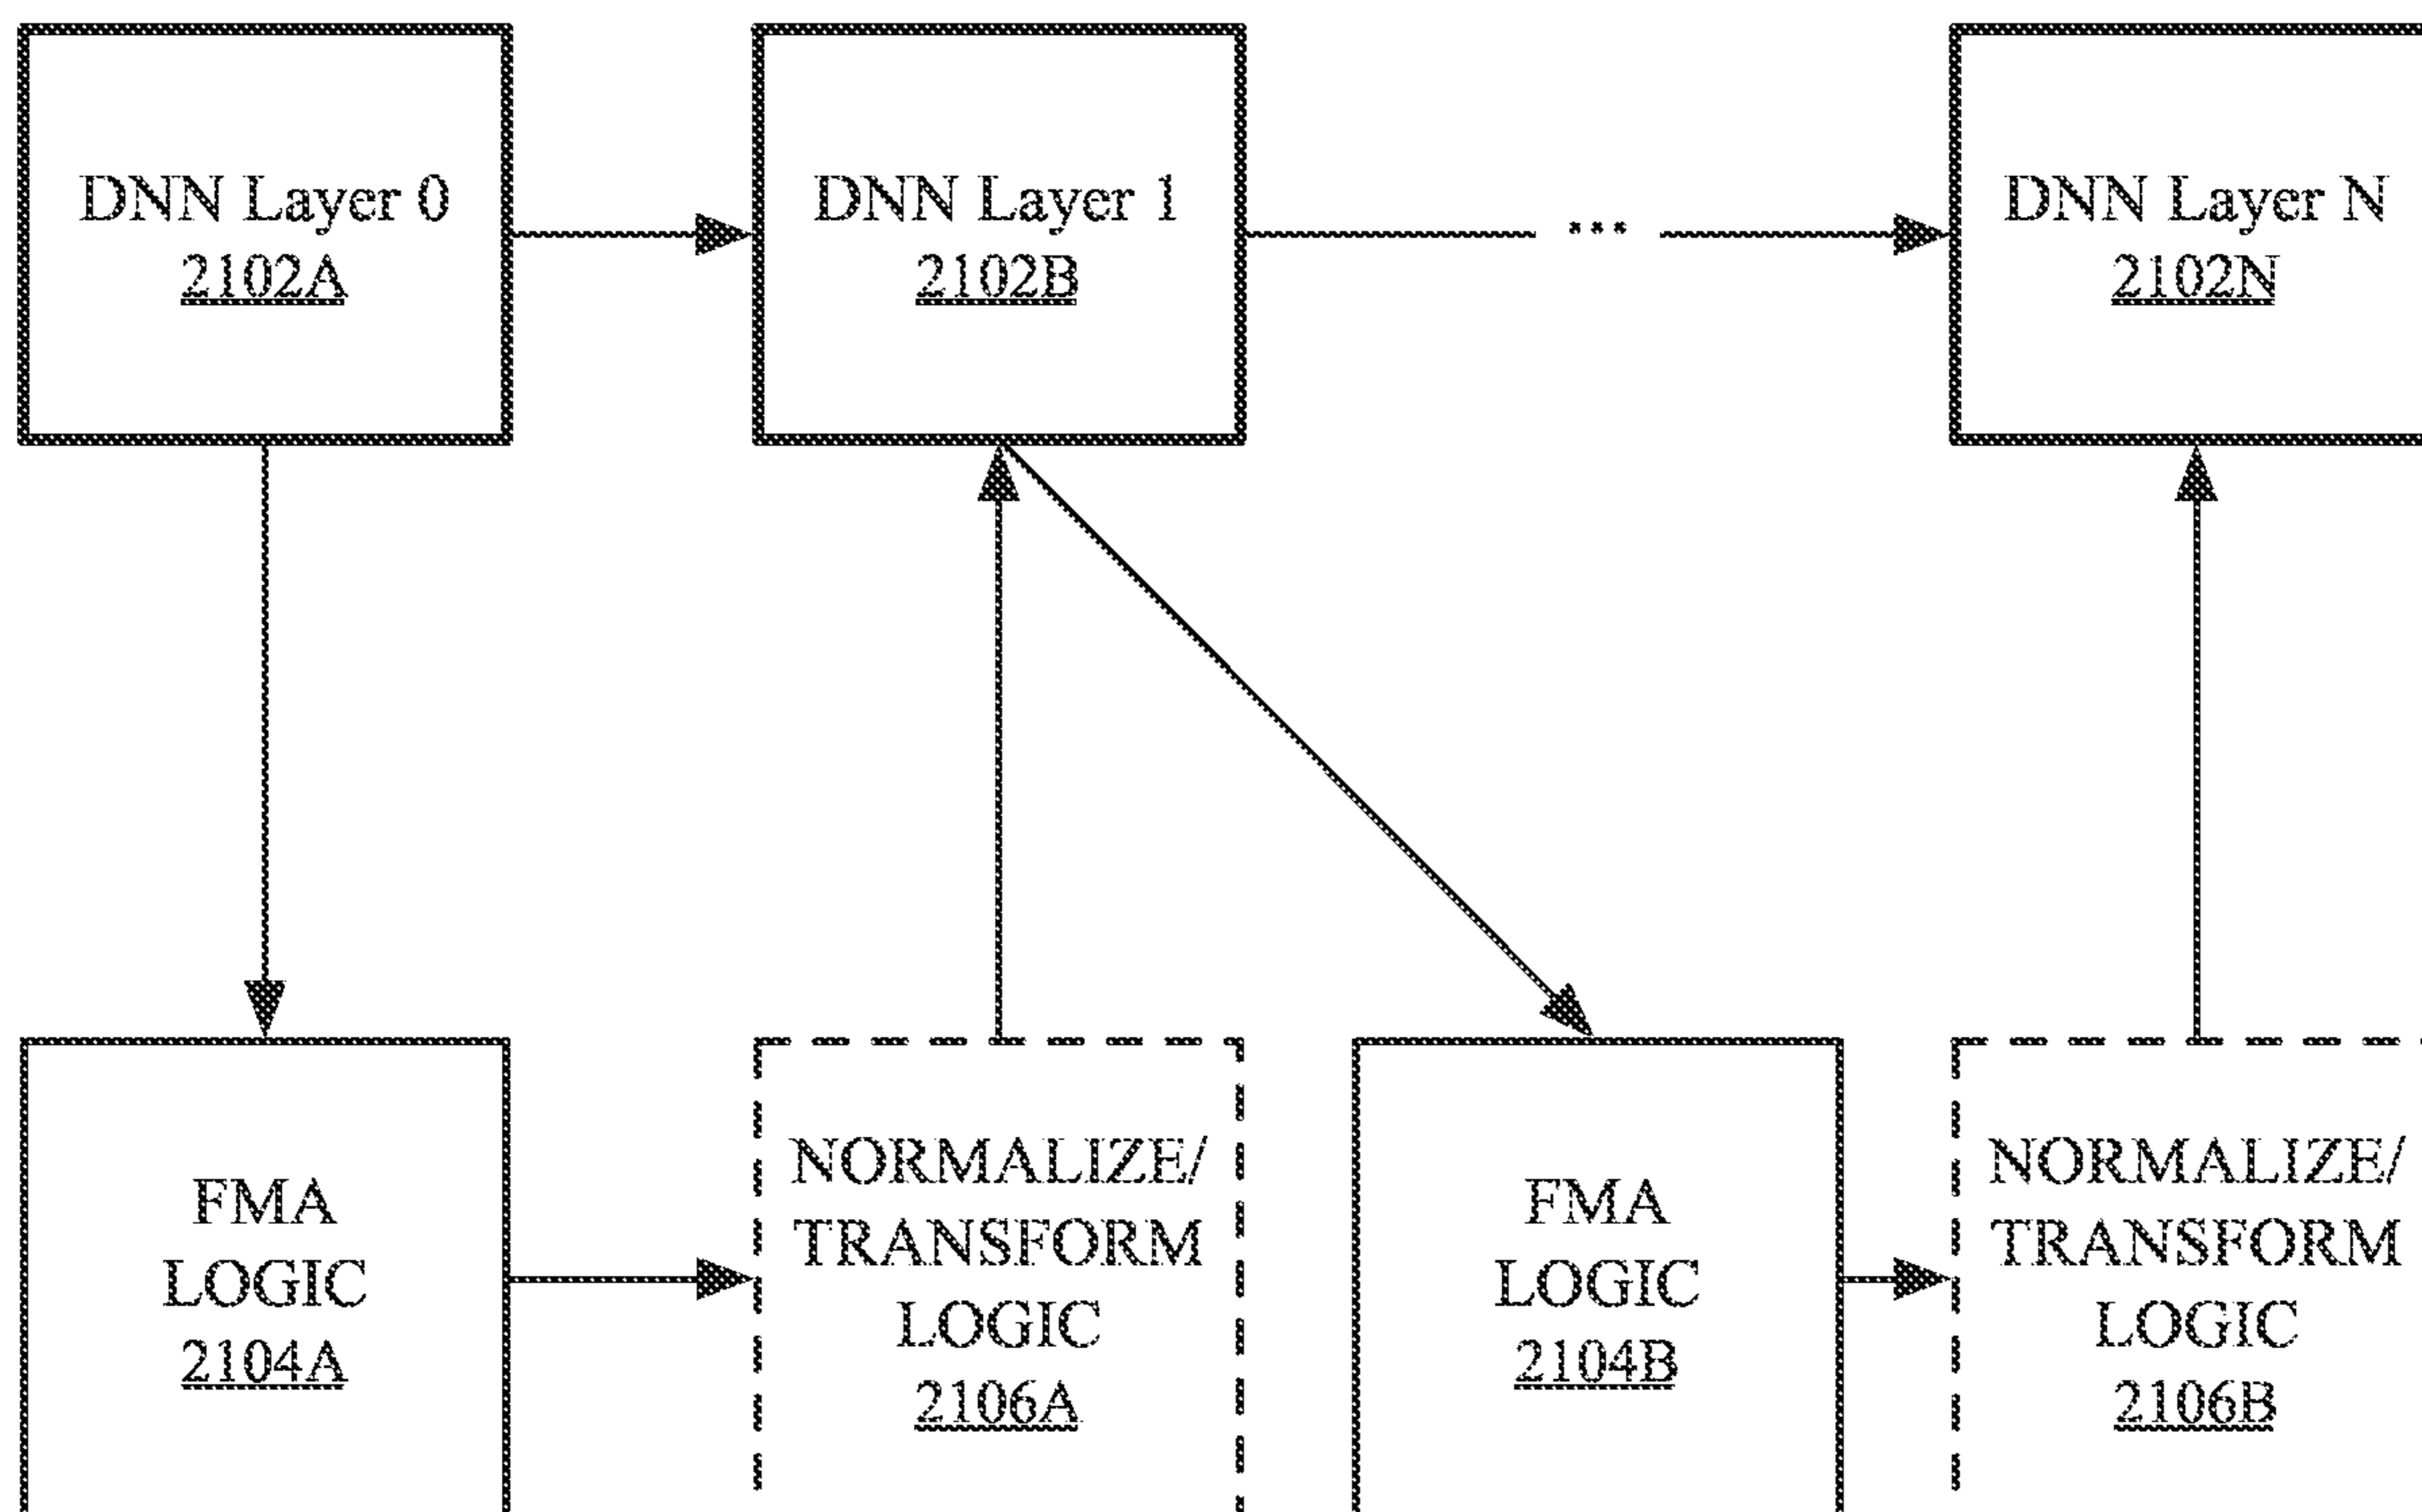 DNN Layer 0
2102A
DNN Layer 1
2102B
...
DNN Layer N
2102N
FMA
LOGIC
2104A
NORMALIZE/
TRANSFORM
LOGIC
2106A
FMA
LOGIC
2104B
NORMALIZE/
TRANSFORM
LOGIC
2106B